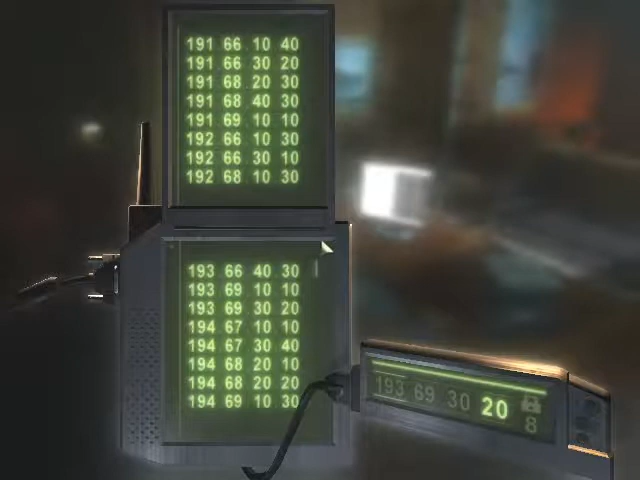 191 66 10 40
191 66 30 20
191 68 20 30
191 68 40 30
191 69 10 10
192 66 10 30
192 66 30 10
192 68 10 30
193 66 40 30
193 69 10 10
193 69 30 20
194 67 10 10
194 67 30 40
194 68 20 10
194 68 20 20
194 69 10 30
193 69 30 20
8